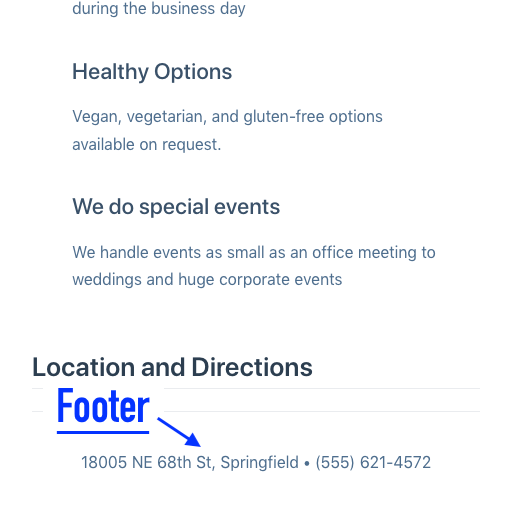 during the business day
Healthy Options
Vegan, vegetarian, and gluten-free options
available on request.
We do special events
We handle events as small as an office meeting to
weddings and huge corporate events
Location and Directions
Footer
18005 NE 68th St, Springfield • (555) 621-4572